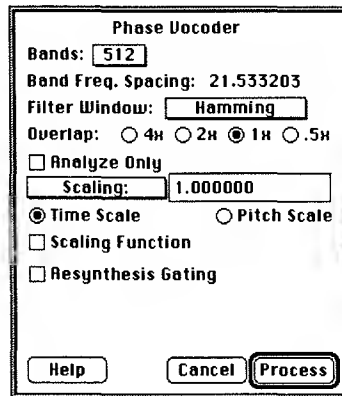 Phase Vocoder
Bands: 512
Band Freq. Spacing: 21.533203
Filter Window: Hamming
Overlap: 4x 2x 1x .5x
Analyze Only
Scaling: 1.000000
Time Scale Pitch Scale
Scaling Function
Resynthesis Gating
Help Cancel Process